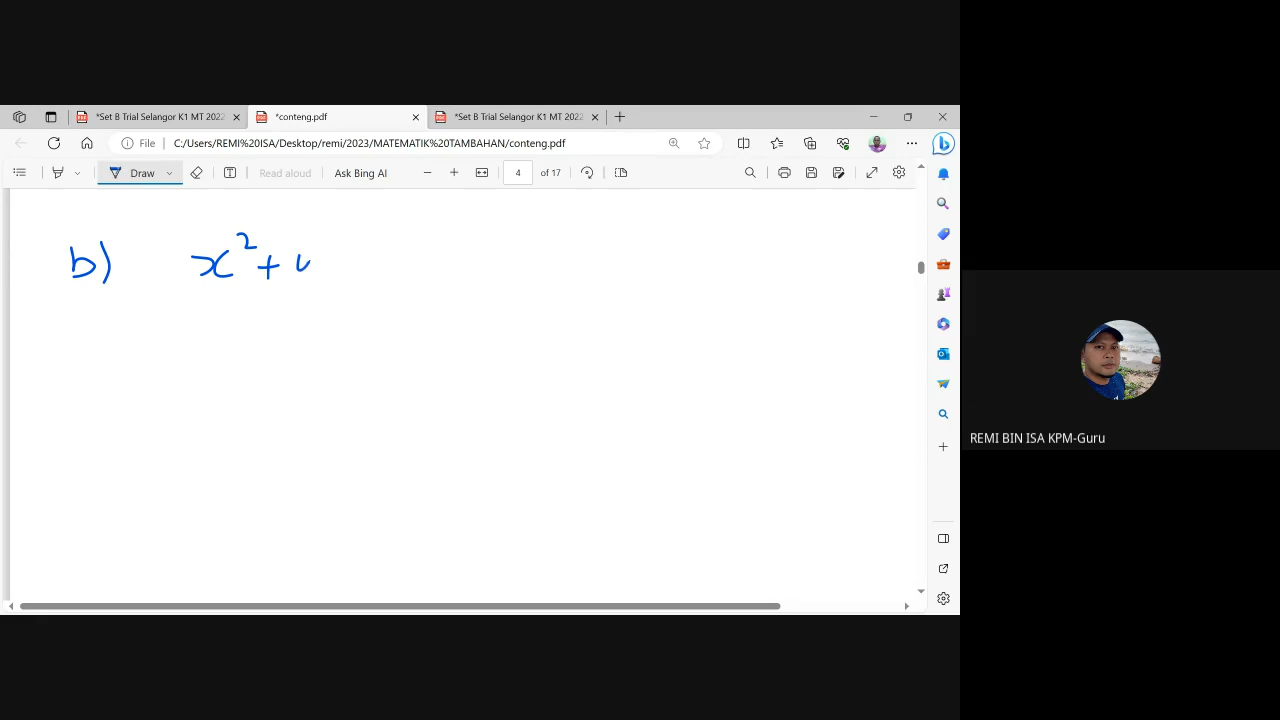 *Set B Trial Selangor K1 MT 2022
*conteng.pdf
*Set B Trial Selangor K1 MT 2022
File
C:/Users/REMI%20ISA/Desktop/remi/2023/MATEMATIK%20TAMBAHAN/conteng.pdf
Draw
Read aloud
Ask Bing AI
4 of 17
b) x² +
REMI BIN ISA KPM-Guru